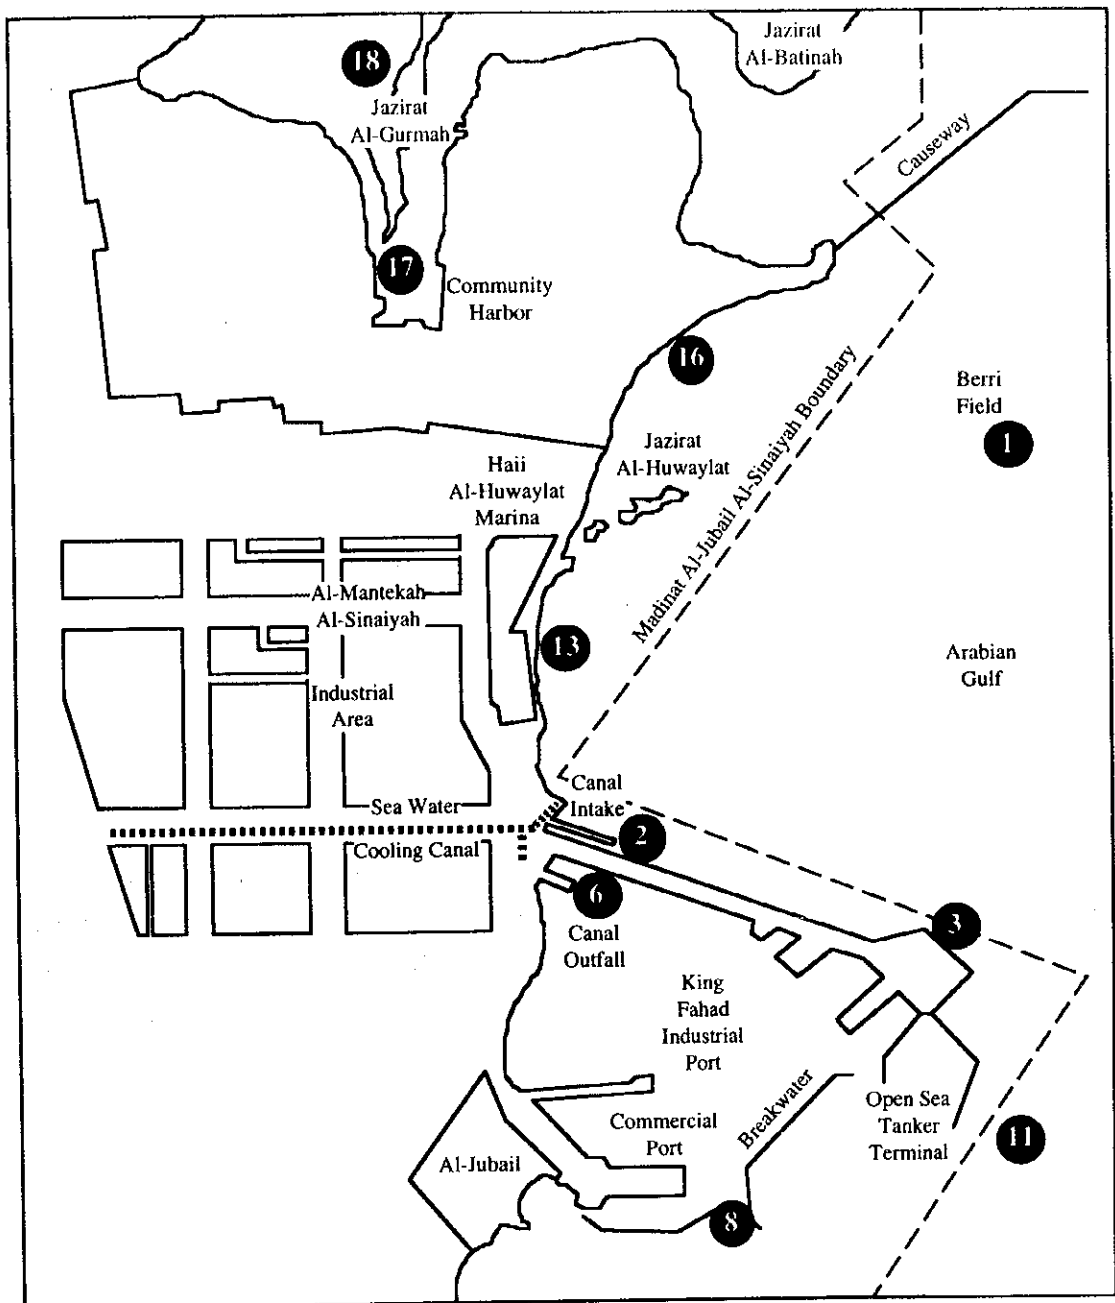 Jazirat
Al-Batinah
18
Jazirat
Al-Gurmah
Causeway
17
Community
Harbor
16
Berri
Field
1
Jazirat
Al-Huwaylat
Haii
Al-Huwaylat
Marina
Madinat Al-Jubail Al-Sinaiyah Boundary
Al-Mantekah
Al-Sinaiyah
13
Arabian
Gulf
Industrial
Area
Canal
Intake
Sea Water
Cooling Canal
2
6
3
Canal
Outfall
King
Fahad
Industrial
Port
Breakwater
Open Sea
Tanker
Terminal
Commercial
Port
11
Al-Jubail
8